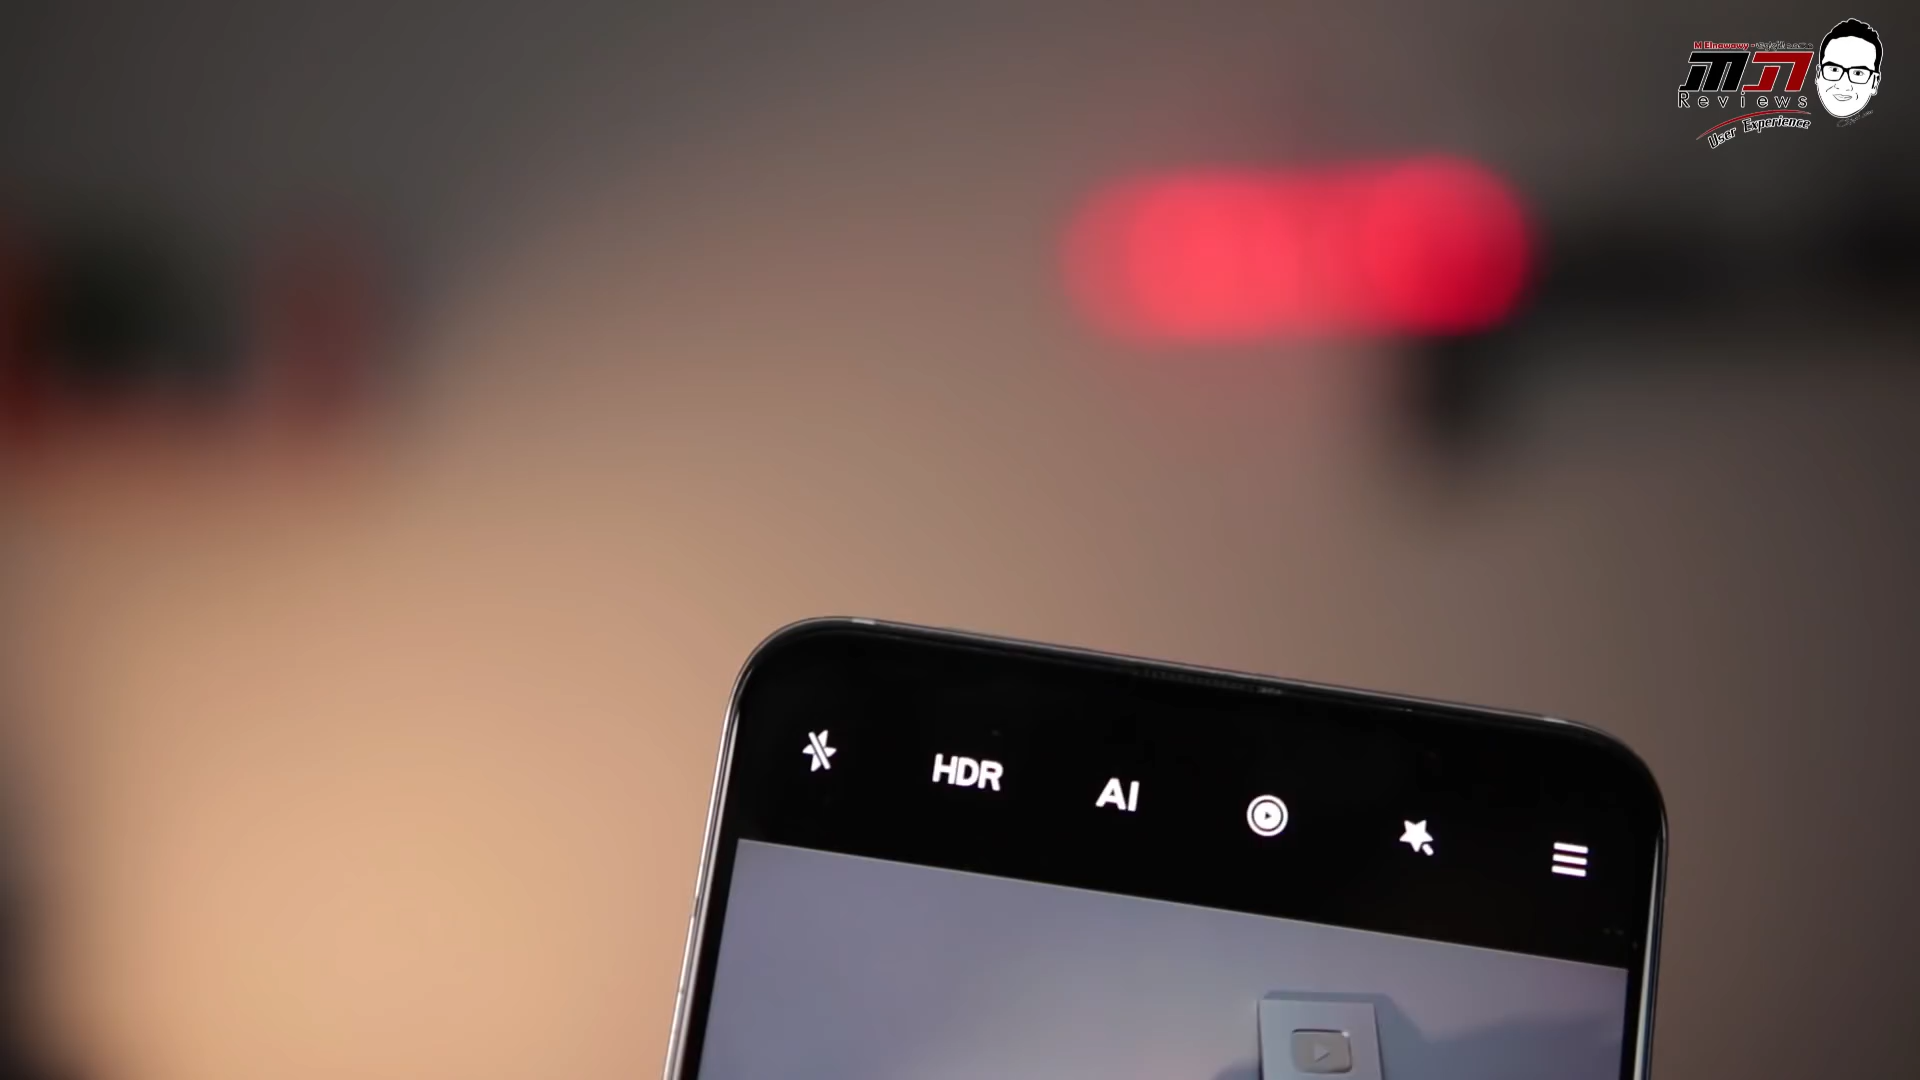 M Elnawawy -
Reviews
User Experience
HDR
AI